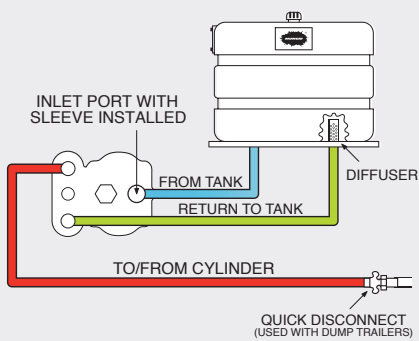 INLET PORT WITH
SLEEVE INSTALLED
FROM TANK
DIFFUSER
RETURN TO TANK
TO/FROM CYLINDER
QUICK DISCONNECT
(USED WITH DUMP TRAILERS)